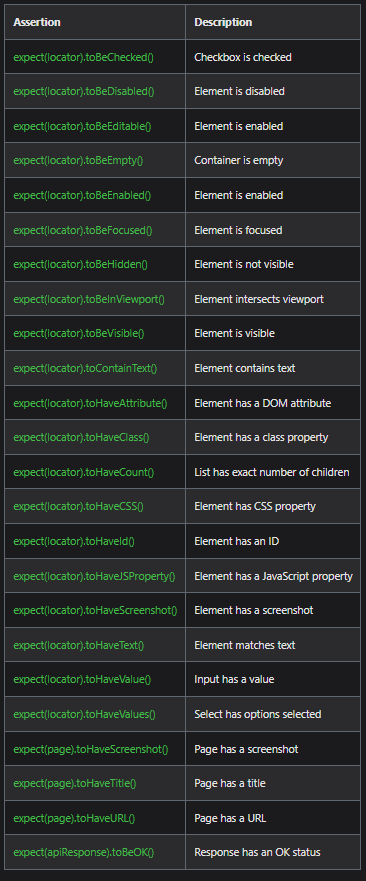 Assertion Description
expect(locator).toBeChecked() Checkbox is checked
expect(locator).toBeDisabled() Element is disabled
expect(locator).toBeEditable() Element is enabled
expect(locator).toBeEmpty() Container is empty
expect(locator).toBeEnabled() Element is enabled
expect(locator).toBeFocused() Element is focused
expect(locator).toBeHidden() Element is not visible
expect(locator).toBeInViewport() Element intersects viewport
expect(locator).toBeVisible() Element is visible
expect(locator).toContainText() Element contains text
expect(locator).toHaveAttribute() Element has a DOM attribute
expect(locator).toHaveClass() Element has a class property
expect(locator).toHaveCount() List has exact number of children
expect(locator).toHaveCSS() Element has CSS property
expect(locator).toHaveId() Element has an ID
expect(locator).toHaveJSProperty() Element has a JavaScript property
expect(locator).toHaveScreenshot() Element has a screenshot
expect(locator).toHaveText() Element matches text
expect(locator).toHaveValue() Input has a value
expect(locator).toHaveValues() Select has options selected
expect(page).toHaveScreenshot() Page has a screenshot
expect(page).toHaveTitle() Page has a title
expect(page).toHaveURL() Page has a URL
expect(apiResponse).toBeOK() Response has an OK status